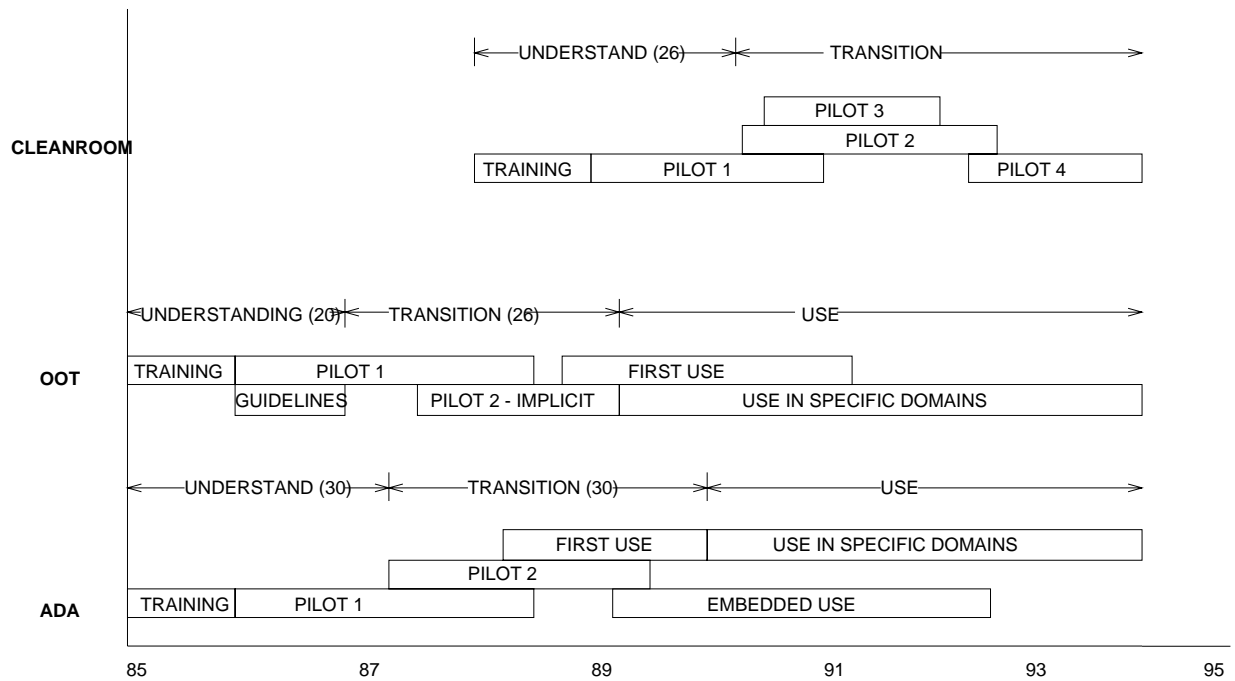 UNDERSTAND (26) TRANSITION
PILOT 3
CLEANROOM
PILOT 2
TRAINING PILOT 1 PILOT 4
UNDERSTANDING (20) TRANSITION (26) USE
OOT
TRAINING PILOT 1 FIRST USE
GUIDELINES PILOT 2 - IMPLICIT USE IN SPECIFIC DOMAINS
UNDERSTAND (30) TRANSITION (30) USE
FIRST USE USE IN SPECIFIC DOMAINS
PILOT 2
ADA
TRAINING PILOT 1 EMBEDDED USE
85 87 89 91 93 95